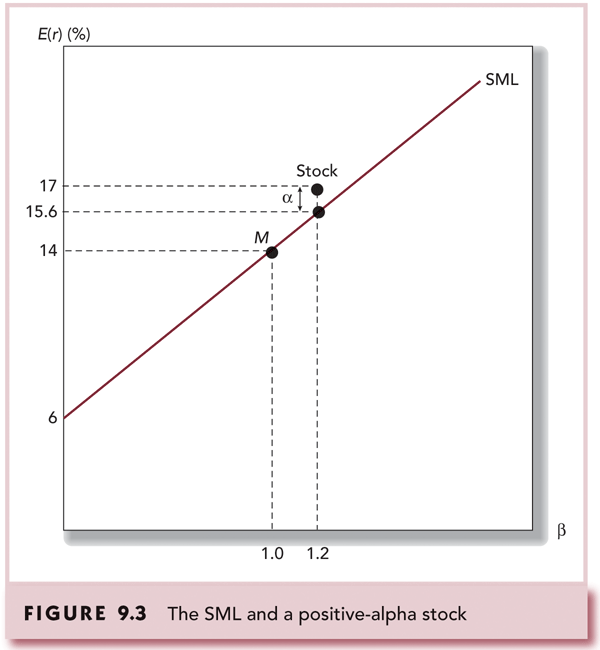 E(r) (%)
SML
Stock
17
α
15.6
M
14
6
β
1.0 1.2
FIGURE 9.3 The SML and a positive-alpha stock